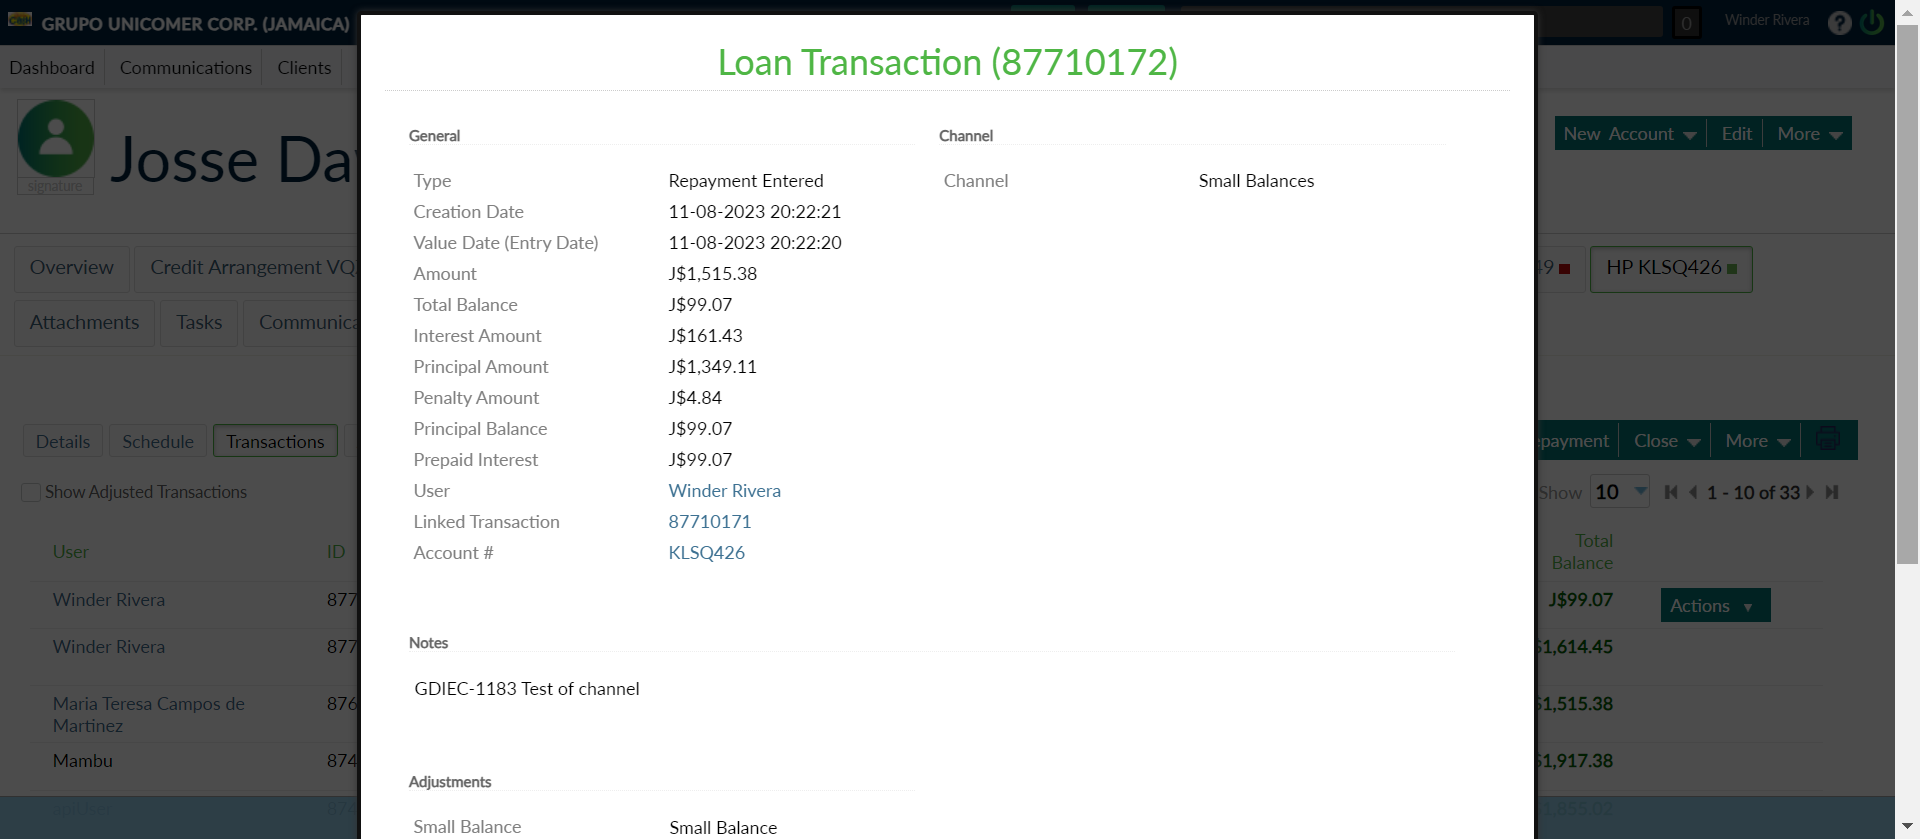 GRUPO UNICOMER CORP. (JAMAICA)
0
Winder Rivera
Dashboard
Communications
Clients
Loan Transaction (87710172)
signature
Josse
New Account
Edit
More
General
Type Repayment Entered
Creation Date 11-08-2023 20:22:21
Value Date (Entry Date) 11-08-2023 20:22:20
Amount J$1,515.38
Total Balance J$99.07
Interest Amount J$161.43
Principal Amount J$1,349.11
Penalty Amount J$4.84
Principal Balance J$99.07
Prepaid Interest J$99.07
User Winder Rivera
Linked Transaction 87710171
Account # KLSQ426
Channel
Channel Small Balances
Notes
GDIEC-1183 Test of channel
Adjustments
Small Balance Small Balance
Overview
Credit Arrangement
HP KLSQ426
Attachments
Tasks
Details
Schedule
Transactions
payment
Close
More
Show Adjusted Transactions
Show 10
1 - 10 of 33
User
ID
Total
Balance
Winder Rivera
877
J$99.07
Actions
Winder Rivera
877
1,614.45
Maria Teresa Campos de
Martinez
876
1,515.38
Mambu
874
1,917.38